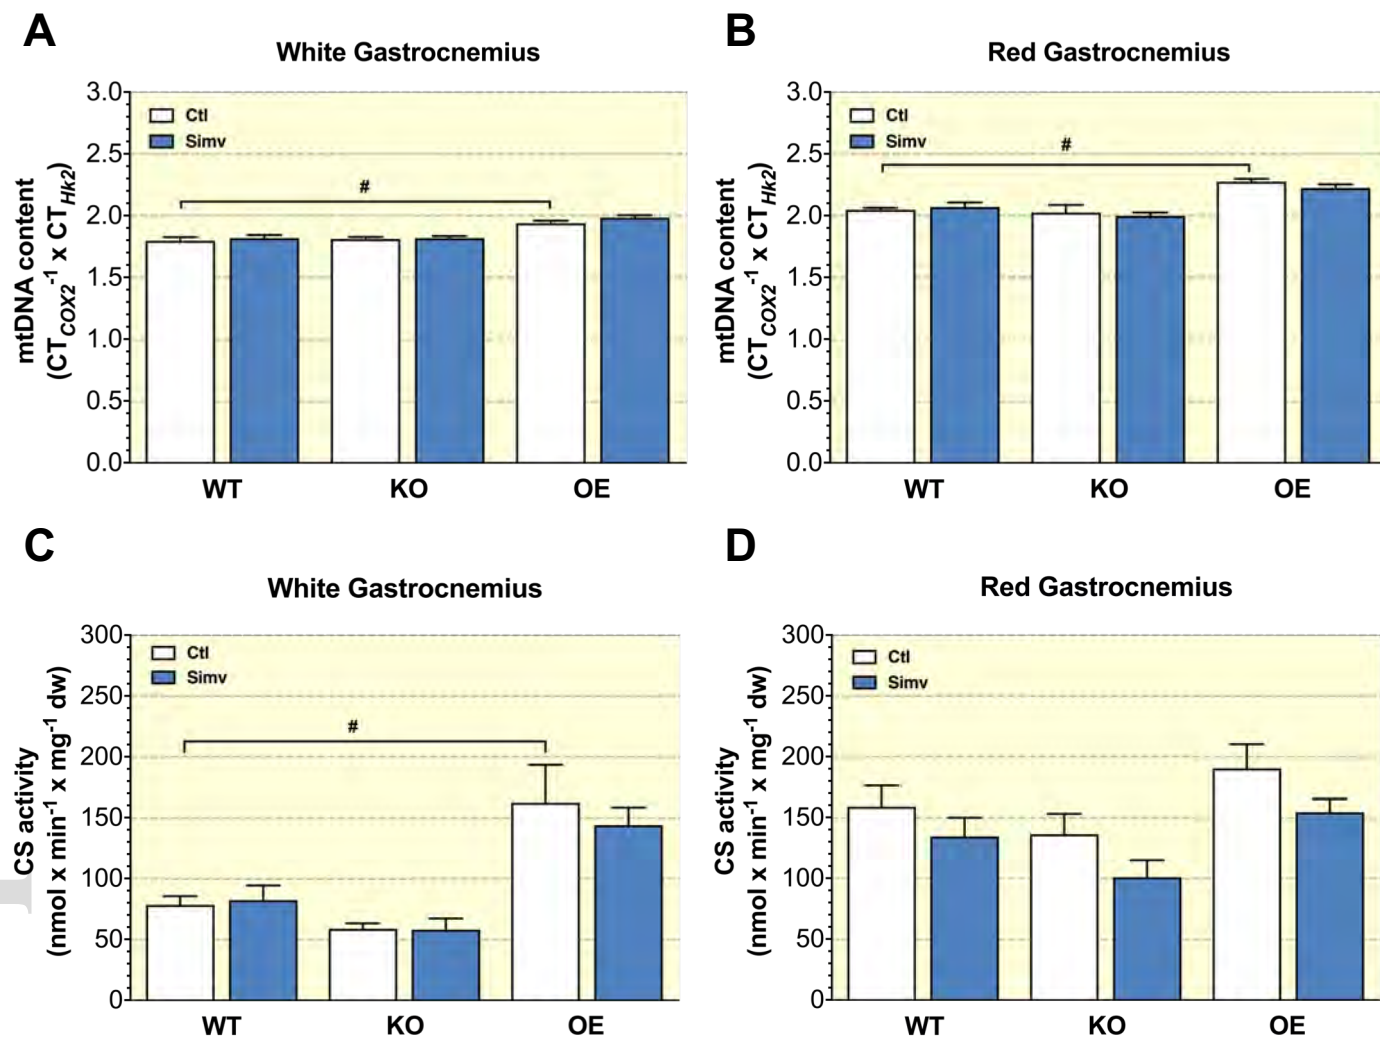 A
White Gastrocnemius
3.0
2.5
2.0
1.5
1.0
0.5
0.0
mtDNA content
(CT_COX2^-1 x CT_Hk2)
Ctl
Simv
#
WT KO OE
B
Red Gastrocnemius
3.0
2.5
2.0
1.5
1.0
0.5
0.0
mtDNA content
(CT_COX2^-1 x CT_Hk2)
Ctl
Simv
#
WT KO OE
C
White Gastrocnemius
300
250
200
150
100
50
0
CS activity
(nmol x min^-1 x mg^-1 dw)
Ctl
Simv
#
WT KO OE
D
Red Gastrocnemius
300
250
200
150
100
50
0
CS activity
(nmol x min^-1 x mg^-1 dw)
Ctl
Simv
WT KO OE